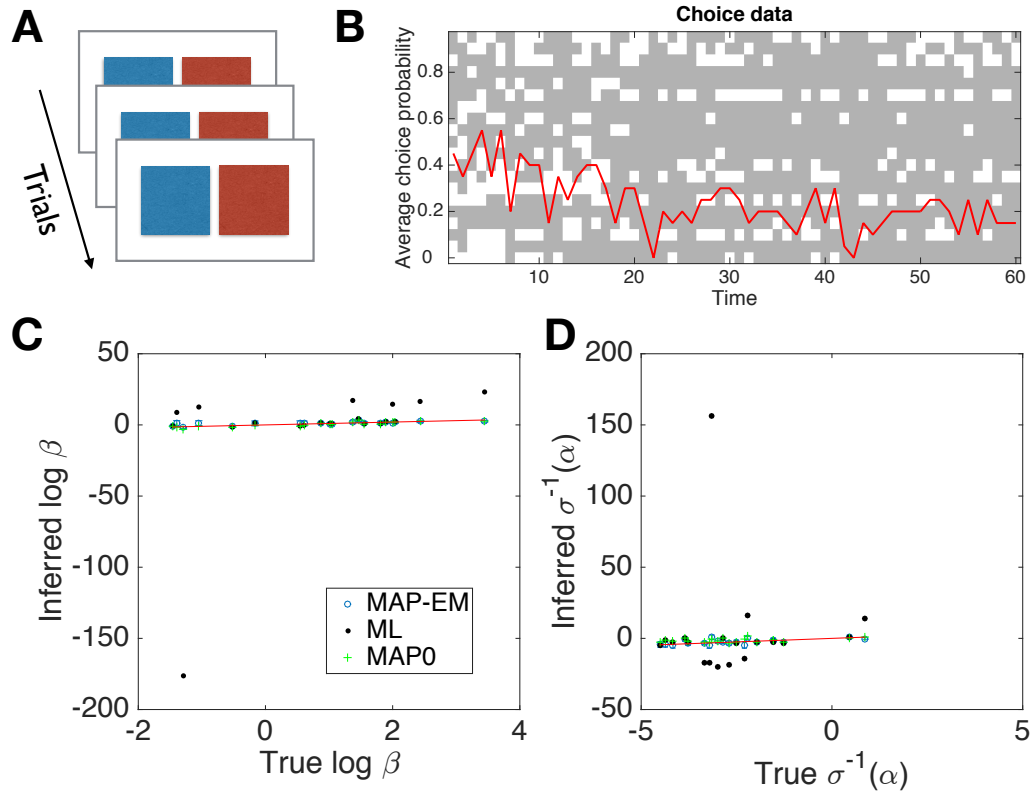 A
Trials
B
Choice data
Average choice probability
0.8
0.6
0.4
0.2
0
10
20
30
40
50
60
Time
C
50
0
-50
-100
-150
-200
-2
0
2
4
Inferred log β
True log β
MAP-EM
ML
MAP0
D
200
150
100
50
0
-50
-5
0
5
Inferred σ⁻¹(α)
True σ⁻¹(α)